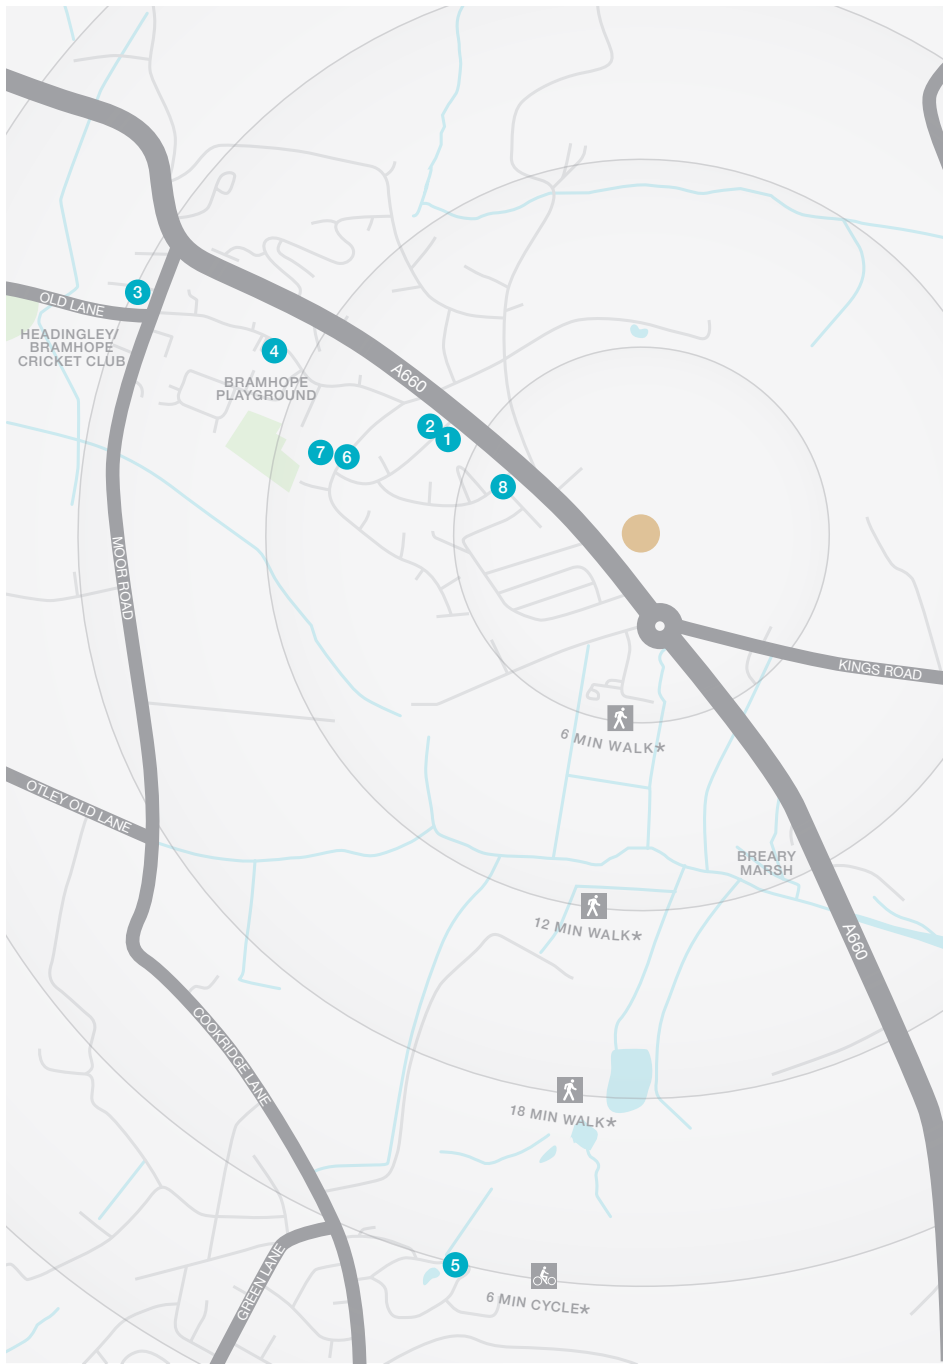 3
OLD LANE
HEADINGLEY/
BRAMHOPE
CRICKET CLUB
4
BRAMHOPE
PLAYGROUND
A660
2
1
7
6
8
MOOR ROAD
KINGS ROAD
6 MIN WALK*
OTLEY OLD LANE
BREARY
MARSH
12 MIN WALK*
A660
COOKRIDGE LANE
18 MIN WALK*
GREEN LANE
5
6 MIN CYCLE*